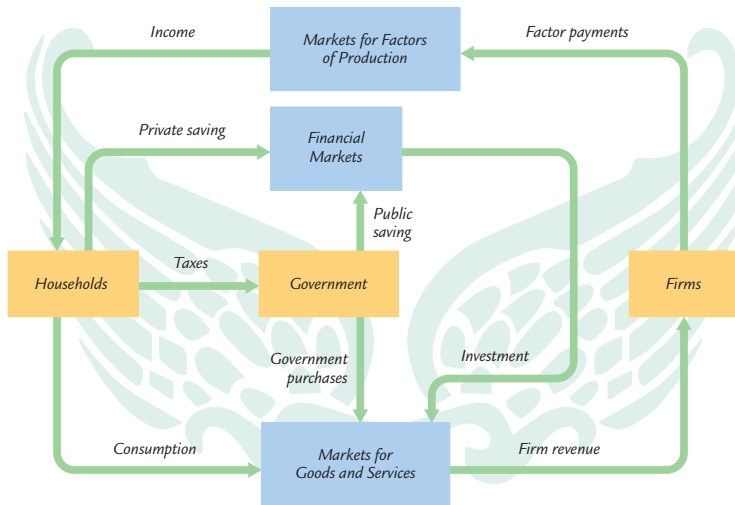 Income
Markets for Factors
of Production
Factor payments
Private saving
Financial
Markets
Public
saving
Households
Taxes
Government
Firms
Government
purchases
Investment
Consumption
Markets for
Goods and Services
Firm revenue